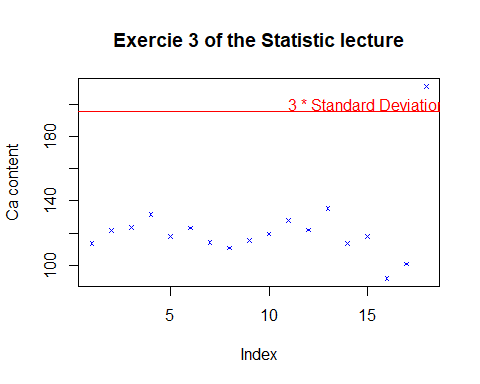 Exercie 3 of the Statistic lecture
3 * Standard Deviation
Ca content
180
140
100
5
10
15
Index